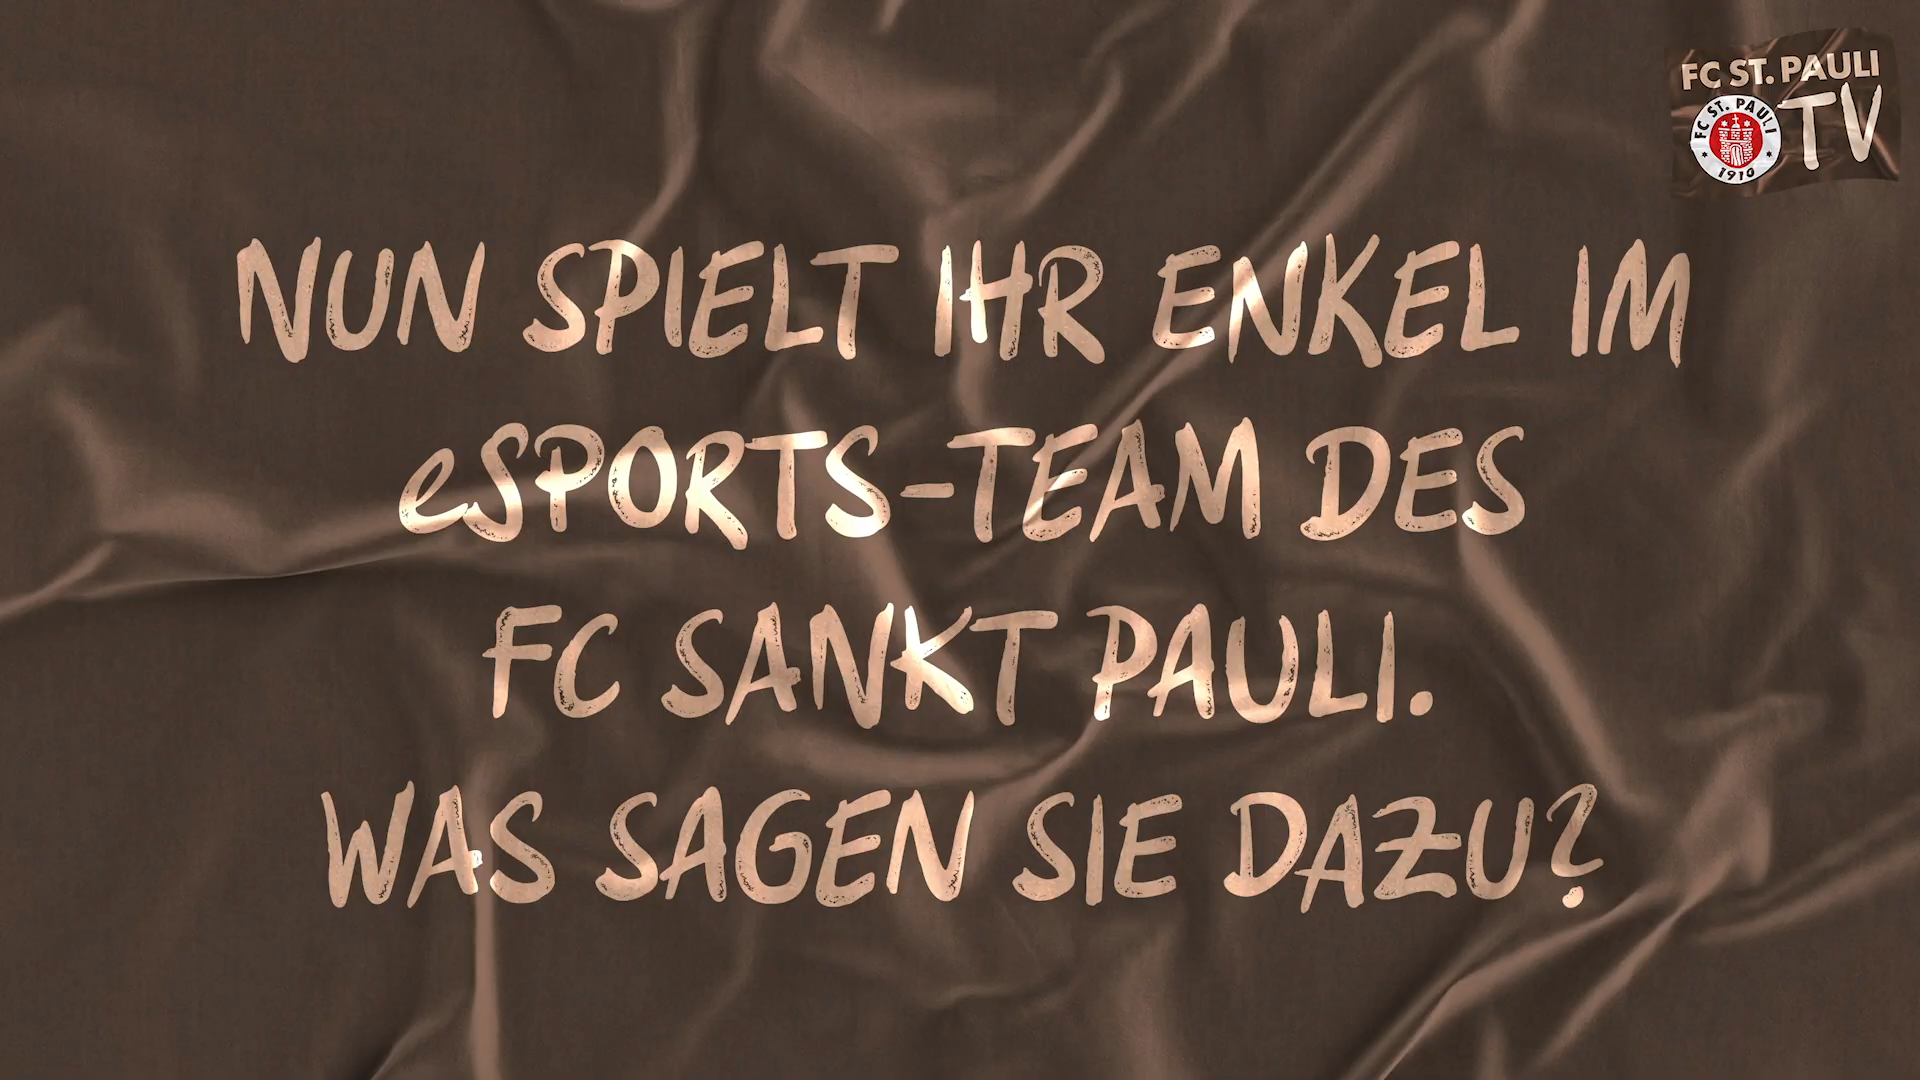 FC ST. PAULI
TV
FC ST. PAULI
1910
NUN SPIELT IHR ENKEL IM
eSPORTS-TEAM DES
FC SANKT PAULI.
WAS SAGEN SIE DAZU?